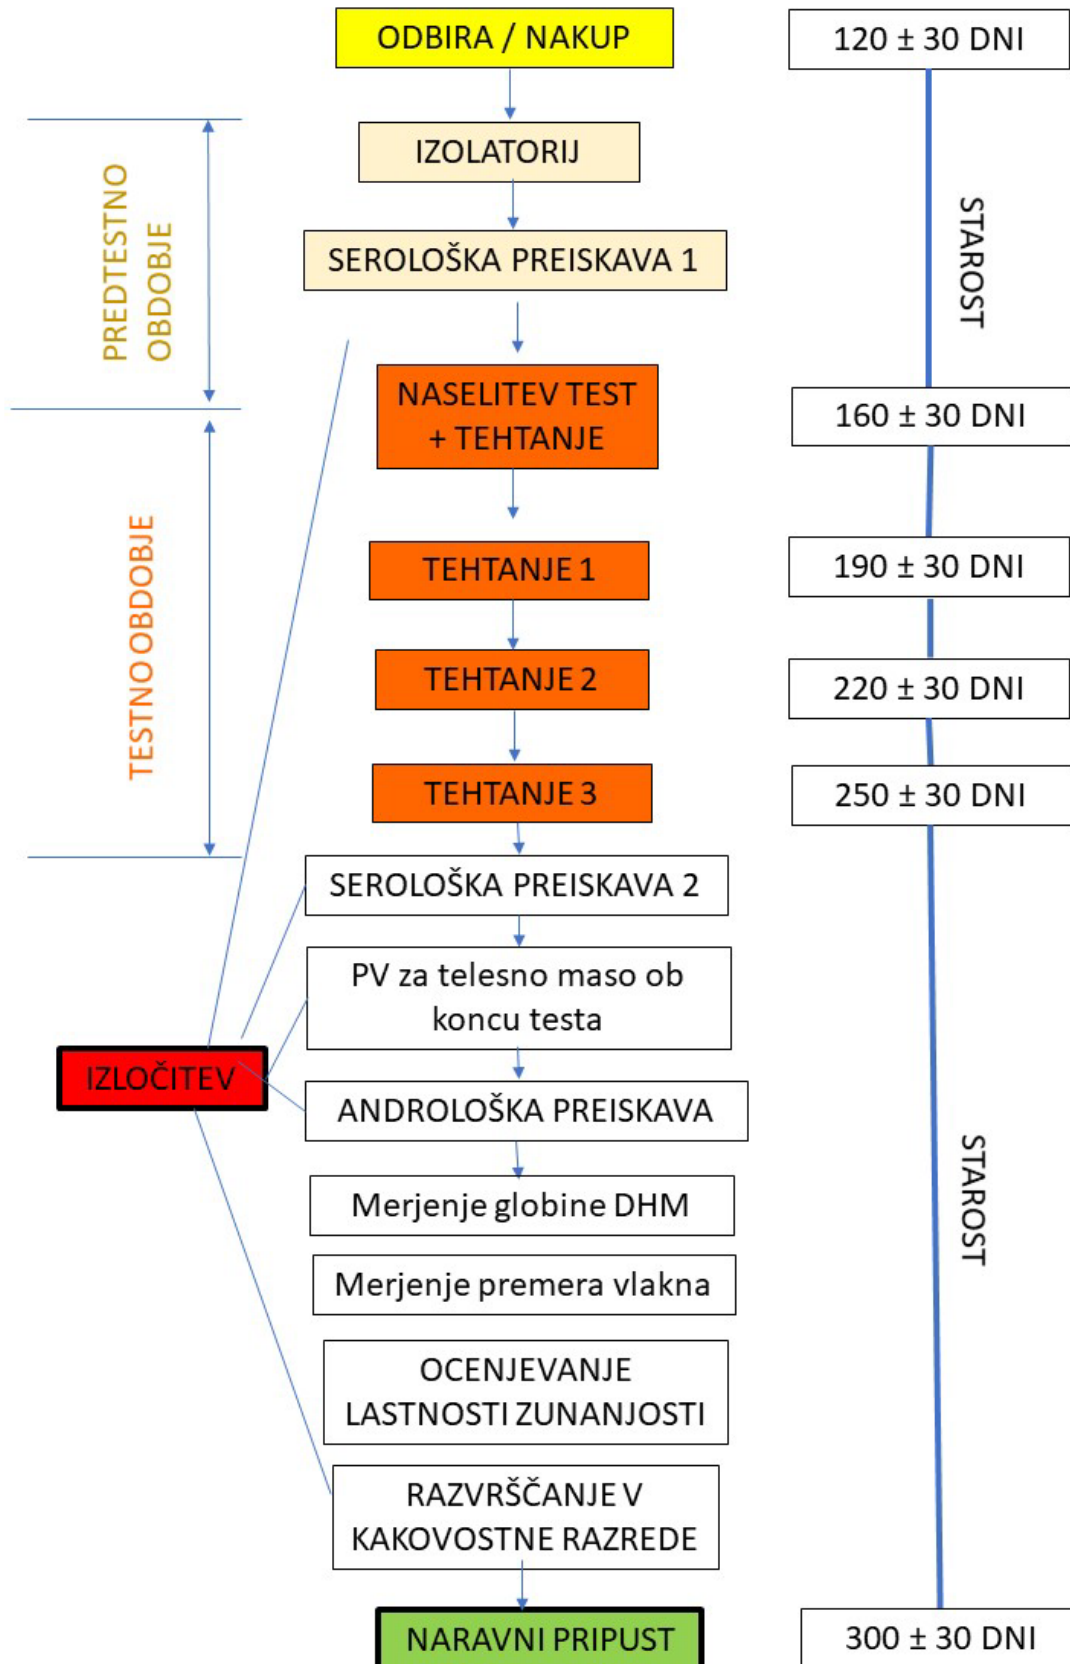 ODBIRA / NAKUP
120 ± 30 DNI
IZOLATORIJ
PREDTESTNO
OBDOBJE
SEROLOŠKA PREISKAVA 1
STAROST
NASELITEV TEST
+ TEHTANJE
160 ± 30 DNI
TESTNO OBDOBJE
TEHTANJE 1
190 ± 30 DNI
TEHTANJE 2
220 ± 30 DNI
TEHTANJE 3
250 ± 30 DNI
SEROLOŠKA PREISKAVA 2
PV za telesno maso ob
koncu testa
IZLOČITEV
ANDROLOŠKA PREISKAVA
STAROST
Merjenje globine DHM
Merjenje premera vlakna
OCENJEVANJE
LASTNOSTI ZUNANJOSTI
RAZVRŠČANJE V
KAKOVOSTNE RAZREDE
NARAVNI PRIPUST
300 ± 30 DNI